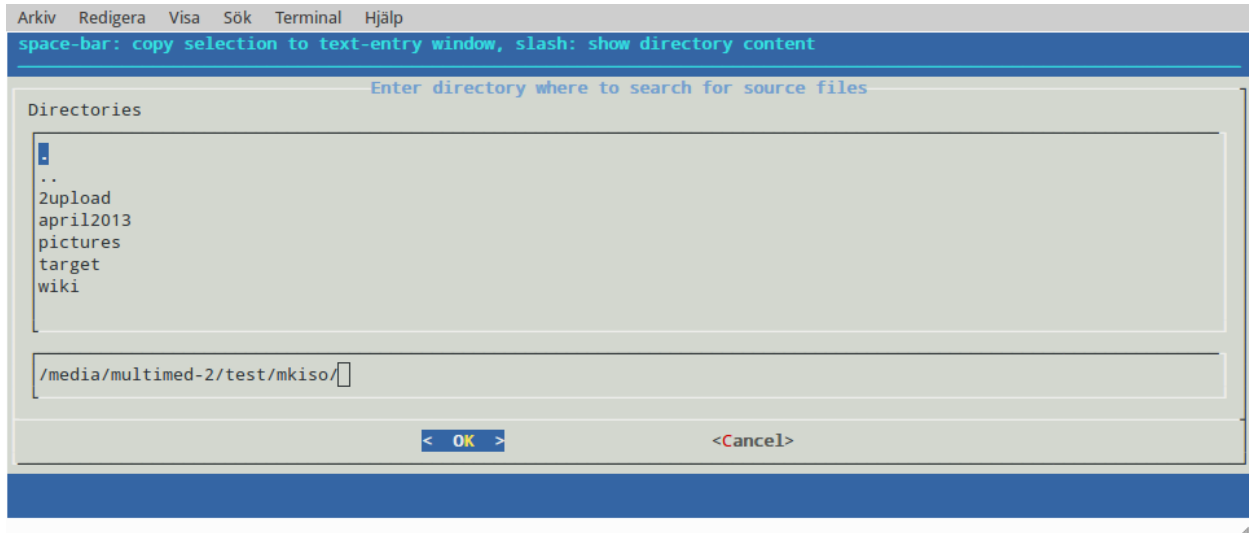 Arkiv Redigera Visa Sök Terminal Hjälp
space-bar: copy selection to text-entry window, slash: show directory content
Enter directory where to search for source files
Directories
.
..
2upload
april2013
pictures
target
wiki
/media/multimed-2/test/mkiso/
< OK > <Cancel>